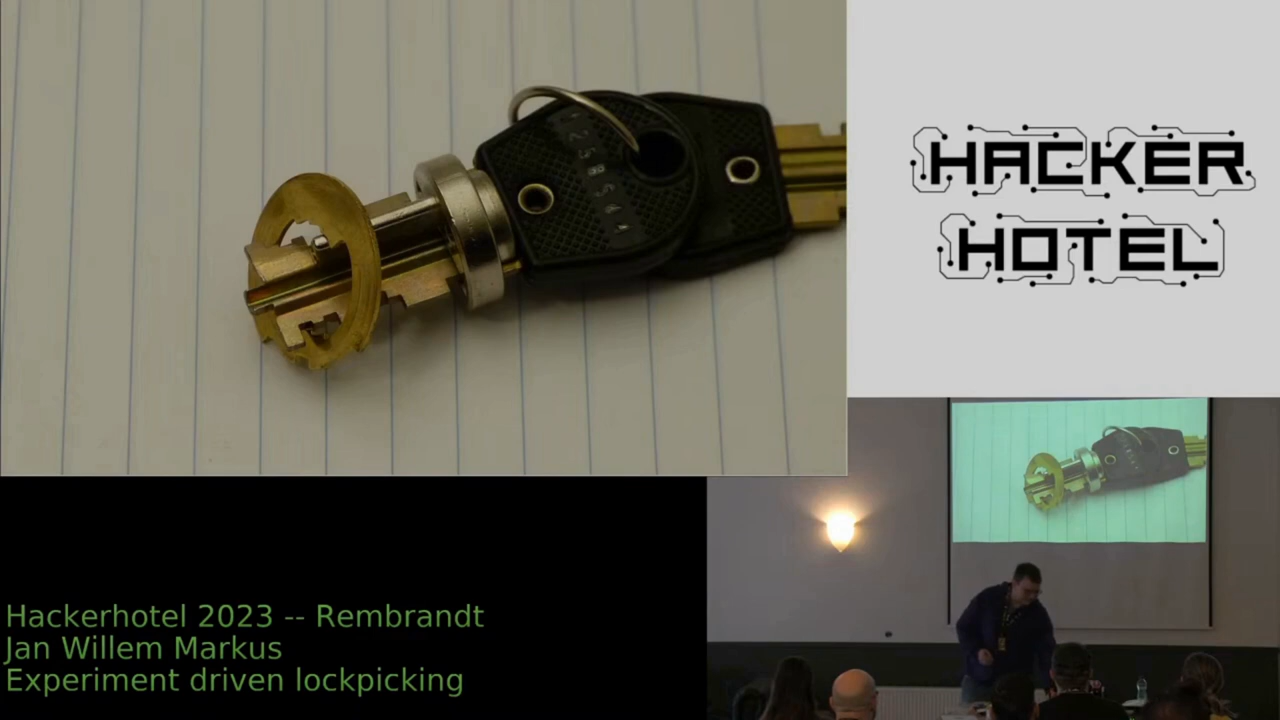 HACKER
HOTEL
Hackerhotel 2023 -- Rembrandt
Jan Willem Markus
Experiment driven lockpicking